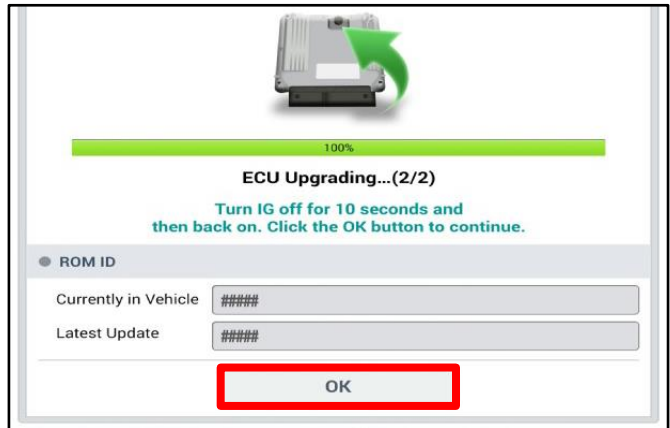 100%
ECU Upgrading...(2/2)
Turn IG off for 10 seconds and
then back on. Click the OK button to continue.
ROM ID
Currently in Vehicle #####
Latest Update #####
OK